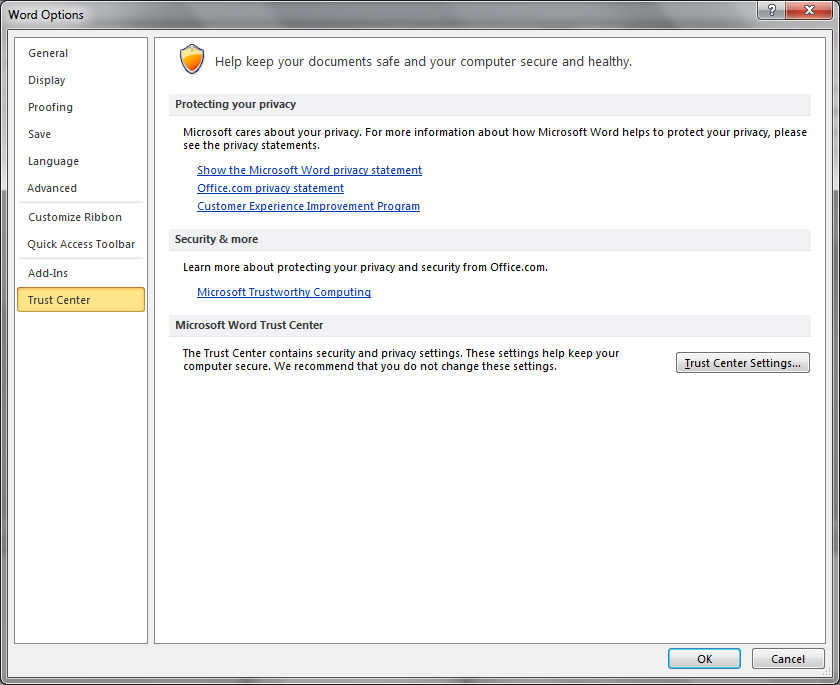 Word Options
?
General
Display
Proofing
Save
Language
Advanced
Customize Ribbon
Quick Access Toolbar
Add-Ins
Trust Center
Help keep your documents safe and your computer secure and healthy.
Protecting your privacy
Microsoft cares about your privacy. For more information about how Microsoft Word helps to protect your privacy, please
see the privacy statements.
Show the Microsoft Word privacy statement
Office.com privacy statement
Customer Experience Improvement Program
Security & more
Learn more about protecting your privacy and security from Office.com.
Microsoft Trustworthy Computing
Microsoft Word Trust Center
The Trust Center contains security and privacy settings. These settings help keep your
computer secure. We recommend that you do not change these settings.
Trust Center Settings...
OK
Cancel